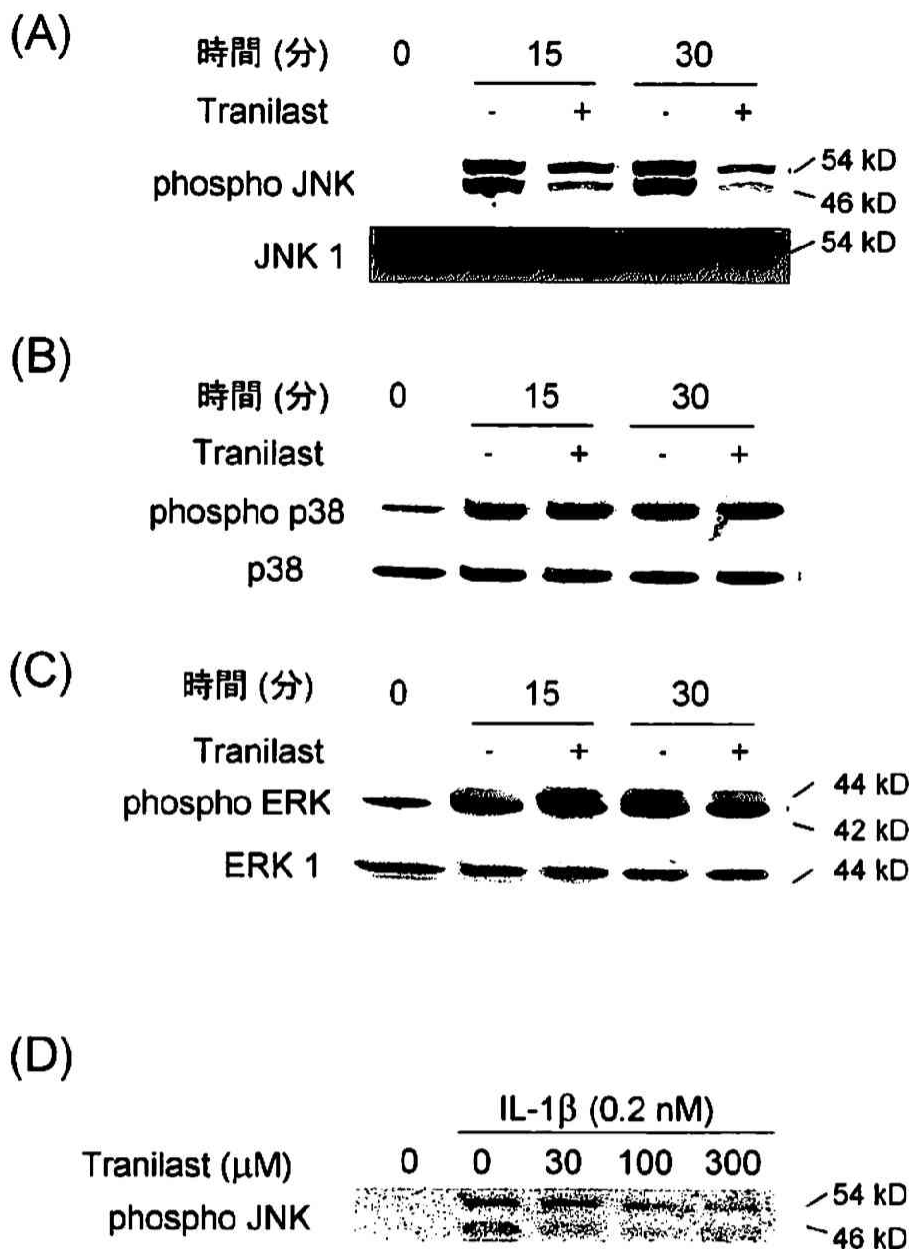 (A)
時間 (分) 0 15 30
Tranilast - + - +
phospho JNK 54 kD
46 kD
JNK 1 54 kD
(B)
時間 (分) 0 15 30
Tranilast - + - +
phospho p38
p38
(C)
時間 (分) 0 15 30
Tranilast - + - +
phospho ERK 44 kD
42 kD
ERK 1 44 kD
(D)
IL-1β (0.2 nM)
Tranilast (μM) 0 0 30 100 300
phospho JNK 54 kD
46 kD